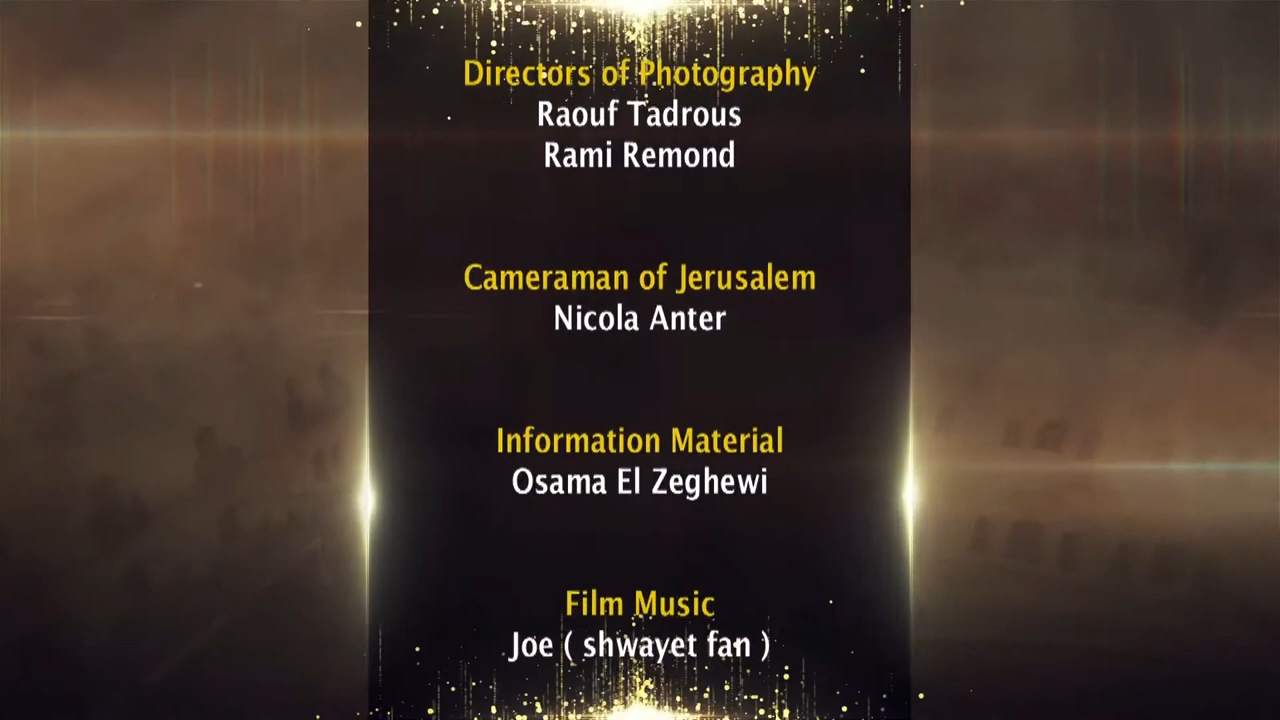 Directors of Photography
Raouf Tadrous
Rami Remond
Cameraman of Jerusalem
Nicola Anter
Information Material
Osama El Zeghewi
Film Music
Joe ( shwayet fan )